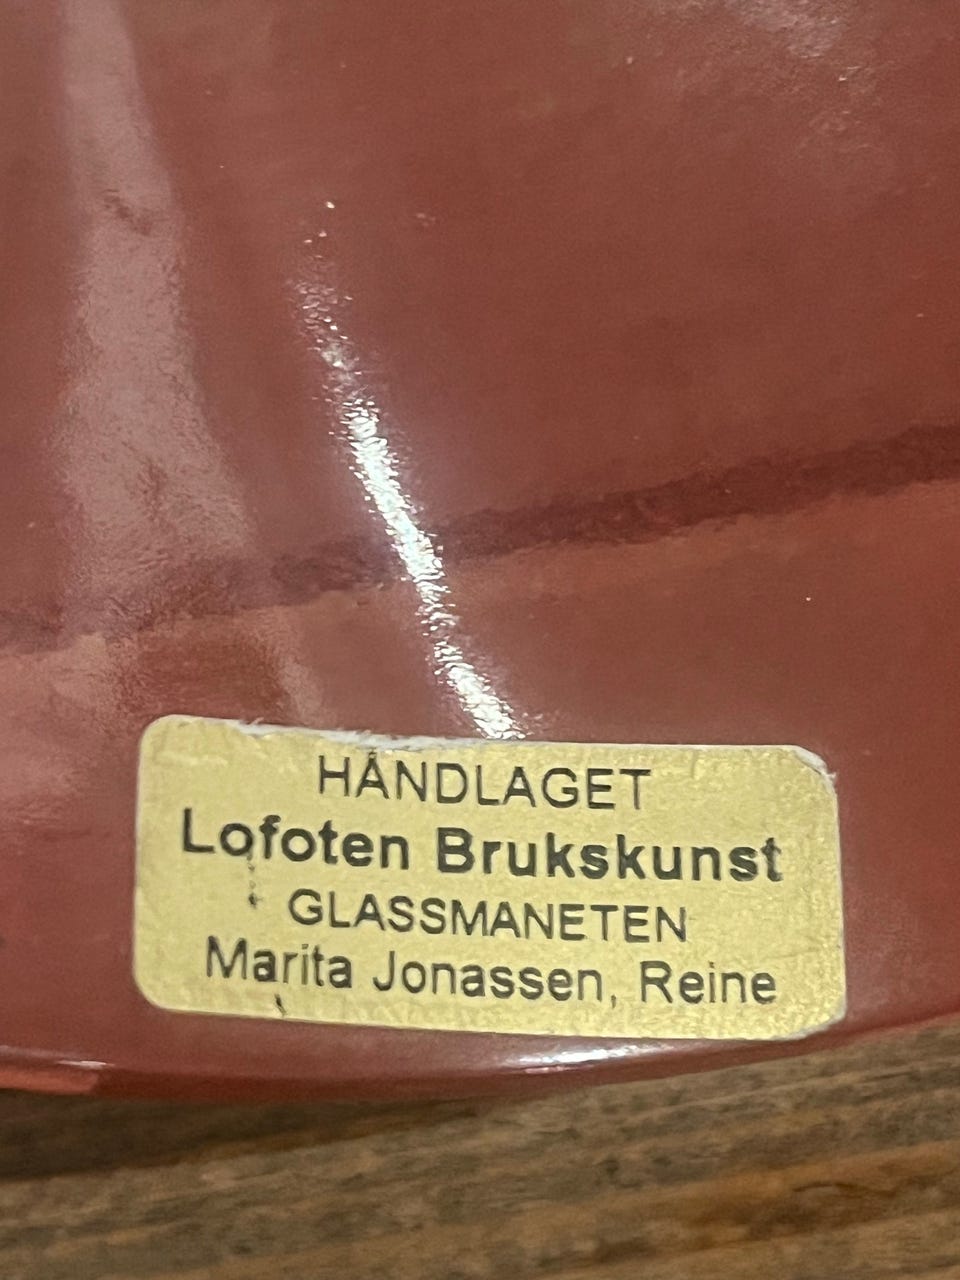 HÅNDLAGET
Lofoten Brukskunst
GLASSMANETEN
Marita Jonassen, Reine